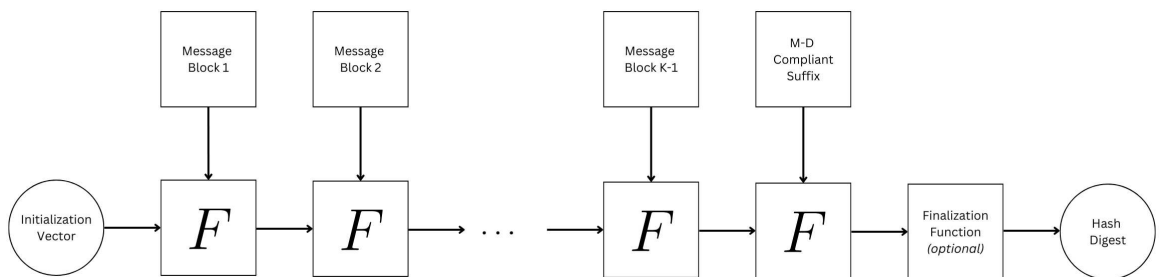 Message
Block 1
Message
Block 2
Message
Block K-1
M-D
Compliant
Suffix
Initialization
Vector
F
F
. . .
F
F
Finalization
Function
(optional)
Hash
Digest